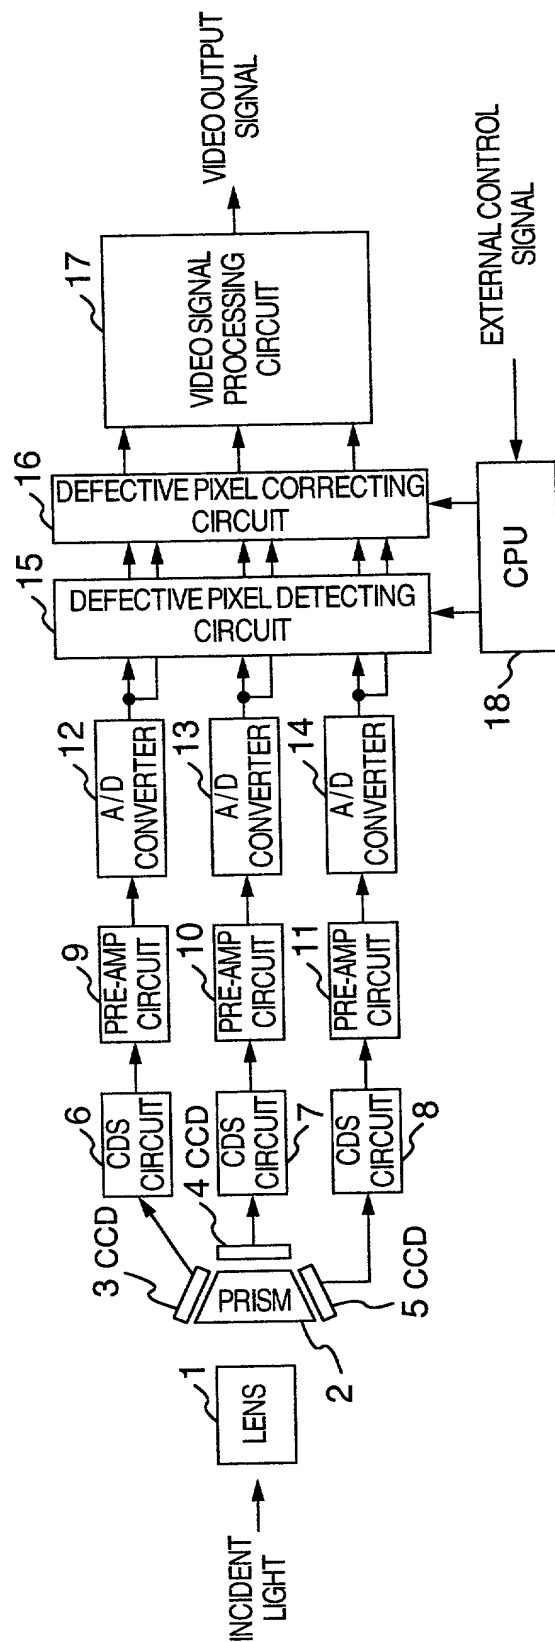 INCIDENT
LIGHT
1
LENS
2
PRISM
3 CCD
4 CCD
5 CCD
6
CDS
CIRCUIT
7
CDS
CIRCUIT
8
CDS
CIRCUIT
9
PRE-AMP
CIRCUIT
10
PRE-AMP
CIRCUIT
11
PRE-AMP
CIRCUIT
12
A/D
CONVERTER
13
A/D
CONVERTER
14
A/D
CONVERTER
15
DEFECTIVE PIXEL DETECTING
CIRCUIT
16
DEFECTIVE PIXEL CORRECTING
CIRCUIT
17
VIDEO SIGNAL
PROCESSING
CIRCUIT
VIDEO OUTPUT
SIGNAL
18
CPU
EXTERNAL CONTROL
SIGNAL